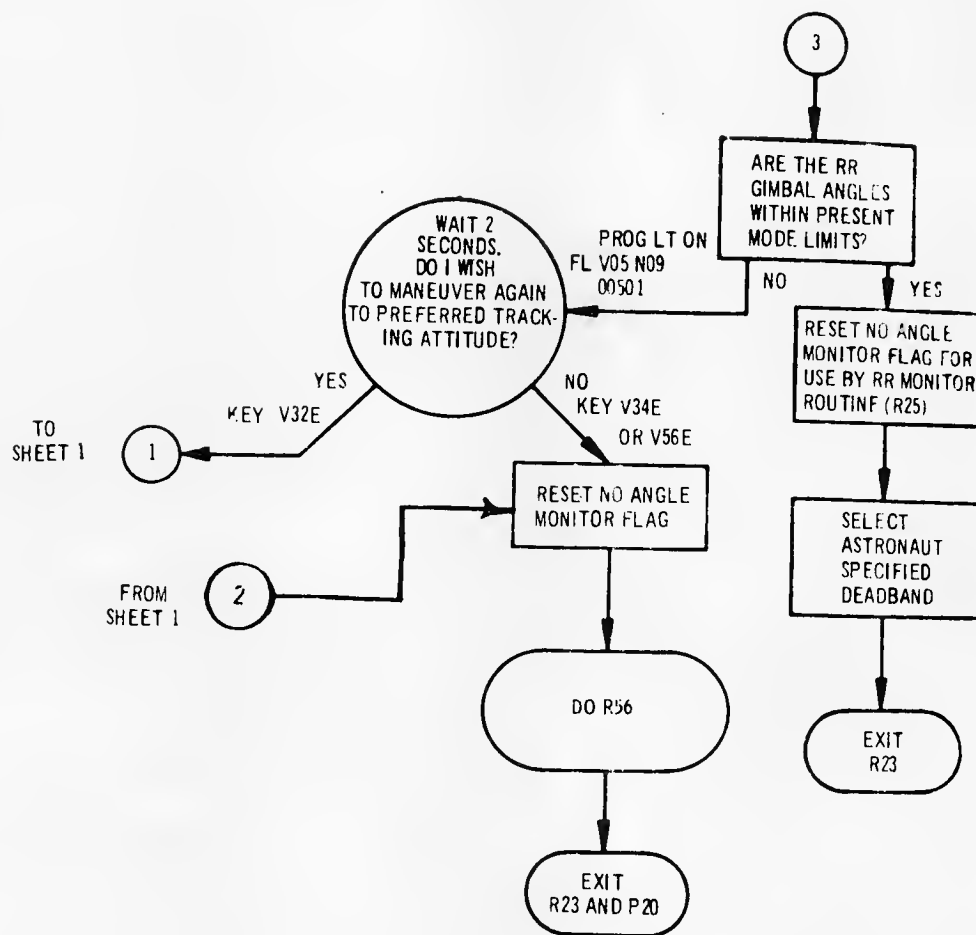 3
ARE THE RR
GIMBAL ANGLES
WITHIN PRESENT
MODE LIMITS?
WAIT 2
SECONDS.
DO I WISH
TO MANEUVER AGAIN
TO PREFERRED TRACK-
ING ATTITUDE?
PROG LT ON
FL V05 N09
00501
NO
YES
RESET NO ANGLE
MONITOR FLAG FOR
USE BY RR MONITOR
ROUTINE (R25)
YES
KEY V32E
NO
KEY V34E
OR V56E
TO
SHEET 1
1
RESET NO ANGLE
MONITOR FLAG
SELECT
ASTRONAUT
SPECIFIED
DEADBAND
FROM
SHEET 1
2
DO R56
EXIT
R23
EXIT
R23 AND P20